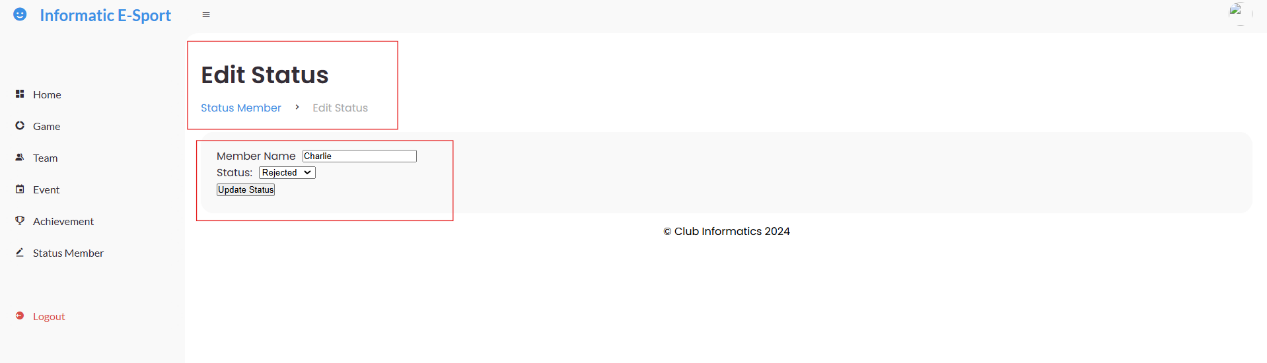 Informatic E-Sport
Home
Game
Team
Event
Achievement
Status Member
Logout
Edit Status
Status Member > Edit Status
Member Name Charlie
Status: Rejected
Update Status
© Club Informatics 2024